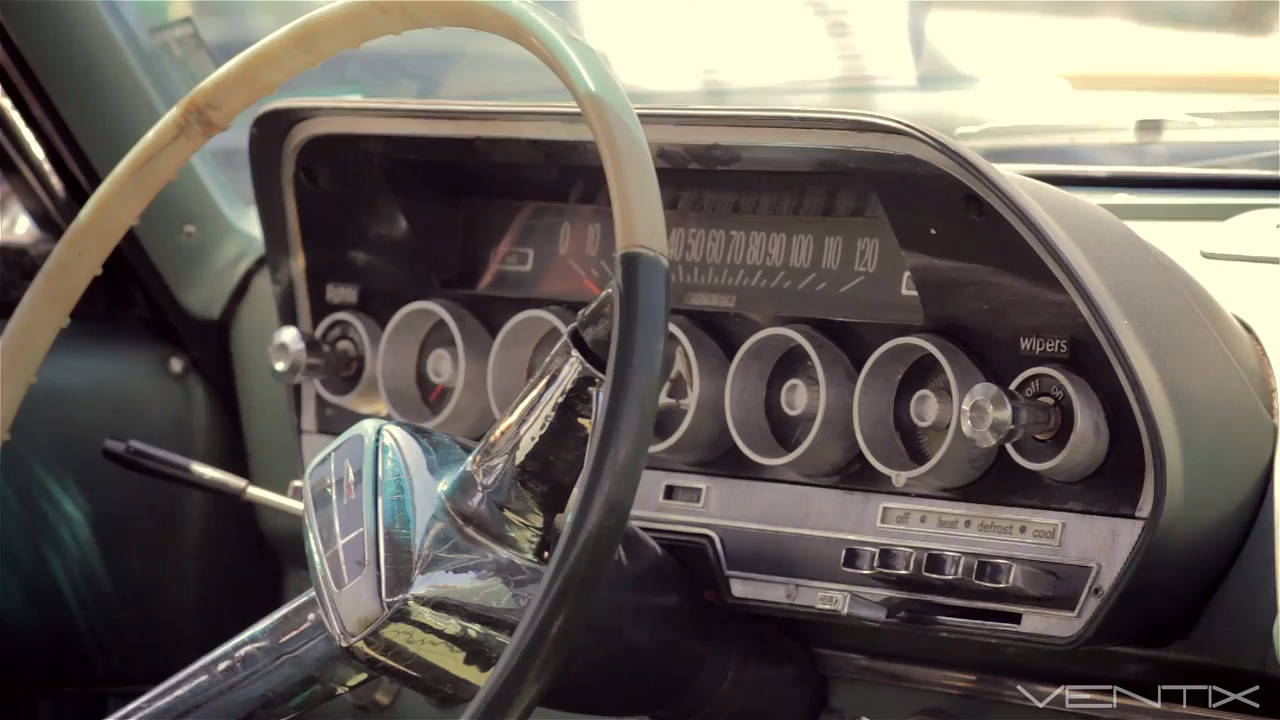 0 10 40 50 60 70 80 90 100 110 120
wipers
off on
off • heat • defrost • cool
VENTIX